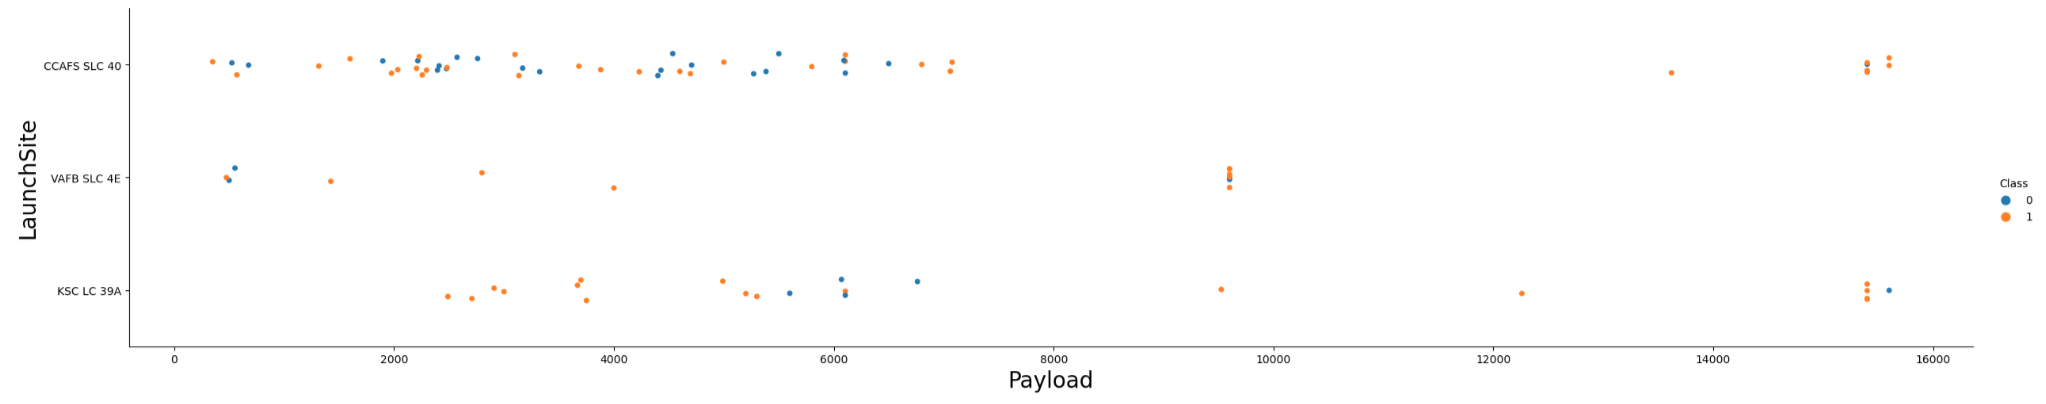 LaunchSite
CCAFS SLC 40
VAFB SLC 4E
KSC LC 39A
0 2000 4000 6000 8000 10000 12000 14000 16000
Payload
Class
0
1